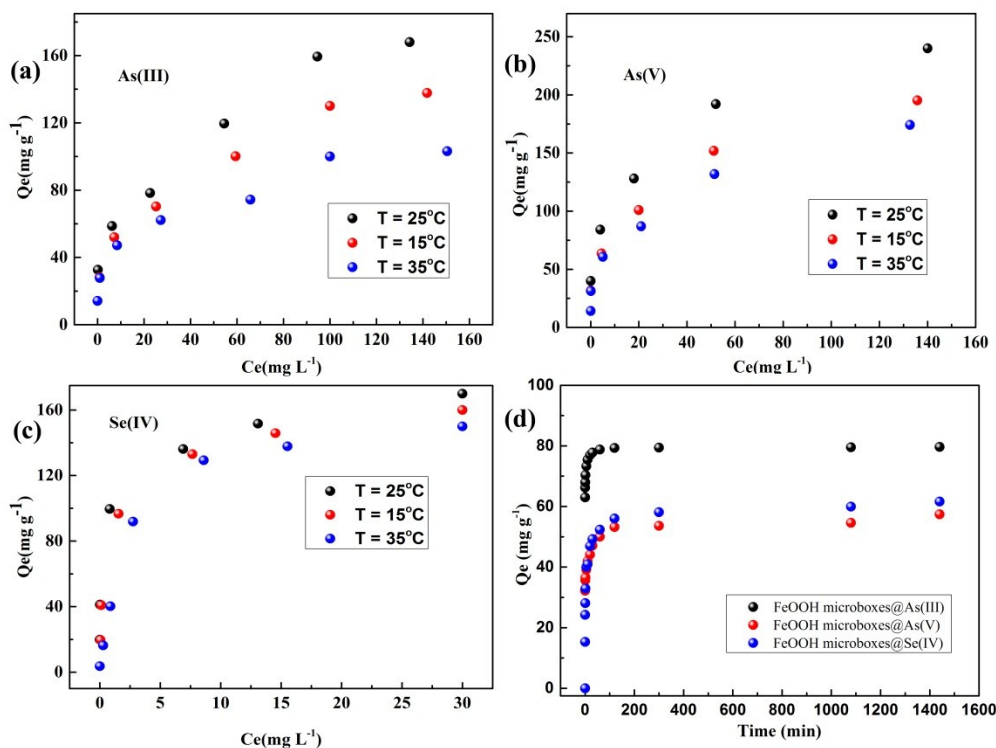 (a)
As(III)
Qe(mg g-1)
160
120
80
40
0
T = 25°C
T = 15°C
T = 35°C
0 20 40 60 80 100 120 140 160
Ce(mg L-1)
(b)
As(V)
Qe(mg g-1)
250
200
150
100
50
0
T = 25°C
T = 15°C
T = 35°C
0 20 40 60 80 100 120 140 160
Ce(mg L-1)
(c)
Se(IV)
Qe(mg g-1)
160
120
80
40
0
T = 25°C
T = 15°C
T = 35°C
0 5 10 15 20 25 30
Ce(mg L-1)
(d)
Qe (mg g-1)
100
80
60
40
20
0
FeOOH microboxes@As(III)
FeOOH microboxes@As(V)
FeOOH microboxes@Se(IV)
0 200 400 600 800 1000 1200 1400 1600
Time (min)